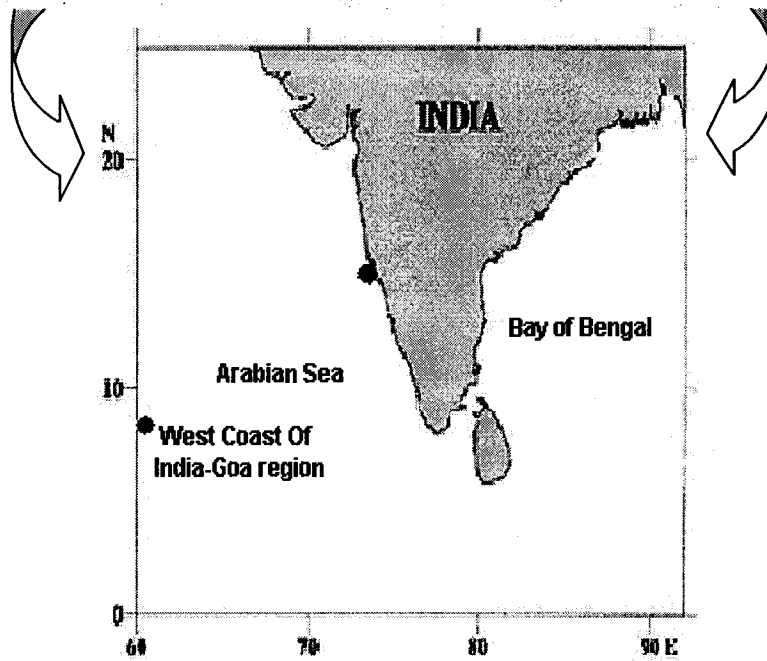 INDIA
N
20
Bay of Bengal
Arabian Sea
10
West Coast Of
India-Goa region
0
60
70
80
90 E